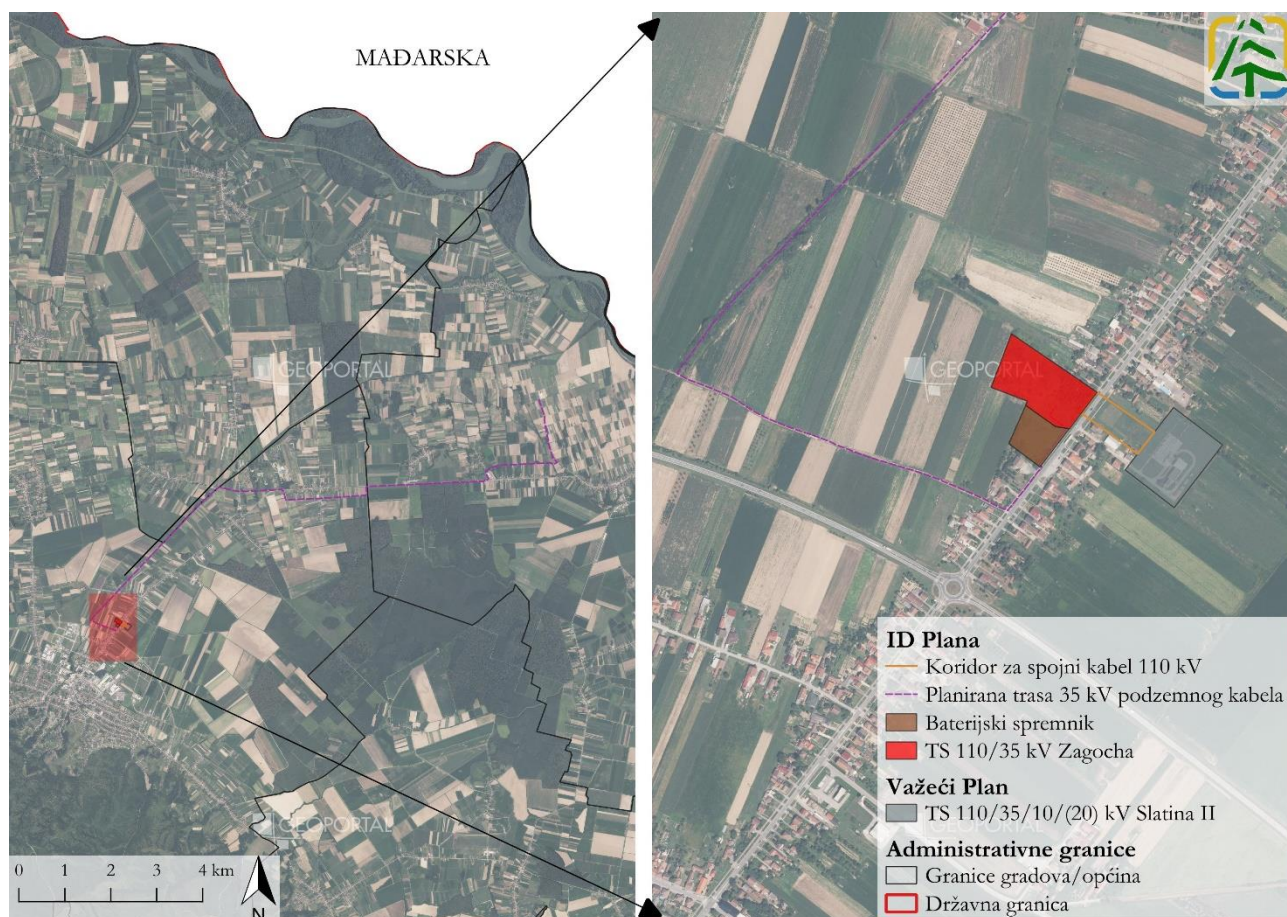 MAĐARSKA
GEOPORTAL
GEOPORTAL
0 1 2 4 km
N
GEOPORTAL
ID Plana
Koridor za spojni kabel 110 kV
Planirana trasa 35 kV podzemnog kabela
Baterijski spremnik
TS 110/35 kV Zagocha
Važeći Plan
TS 110/35/10/(20) kV Slatina II
Administrativne granice
Granice gradova/općina
Državna granica